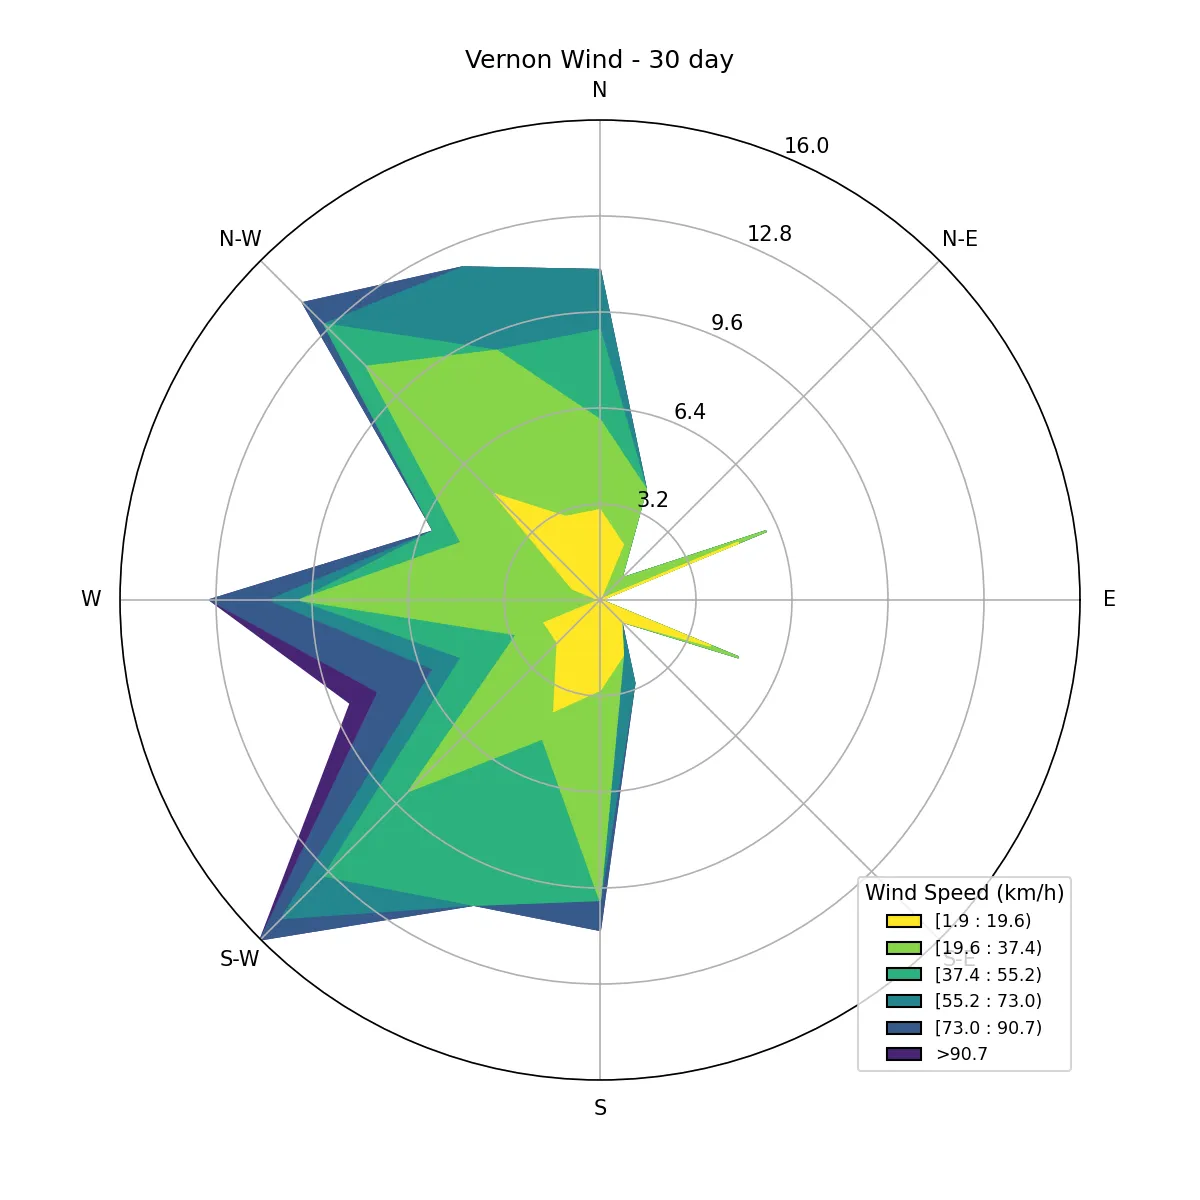 Vernon Wind - 30 day
N
16.0
12.8
N-W
N-E
9.6
6.4
3.2
W
E
Wind Speed (km/h)
[1.9 : 19.6)
[19.6 : 37.4)
[37.4 : 55.2)
[55.2 : 73.0)
[73.0 : 90.7)
>90.7
S-W
S-E
S